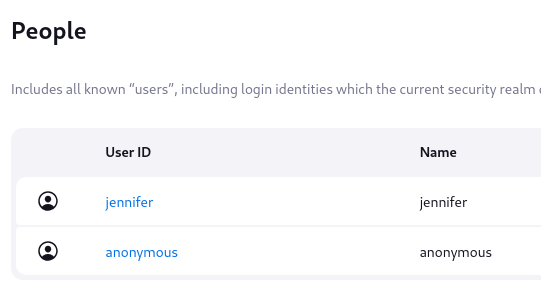 People
Includes all known “users”, including login identities which the current security realm
User ID Name
jennifer jennifer
anonymous anonymous